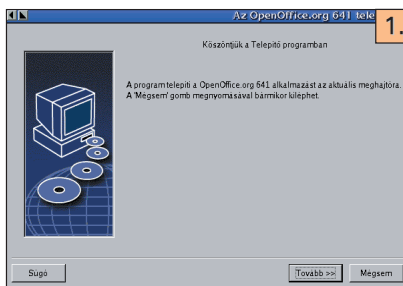 Az OpenOffice.org 641 tele
1.
Köszöntjük a Telepítő programban
A program telepíti a OpenOffice.org 641 alkalmazást az aktuális meghajtóra.
A 'Mégsem' gomb megnyomásával bármikor kiléphet.
Súgó
Tovább >>
Mégsem